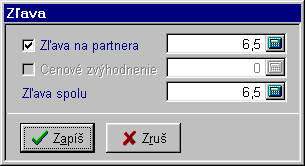 Zľava
Zľava na partnera 6,5
Cenové zvýhodnenie 0
Zľava spolu 6,5
Zapíš Zruš